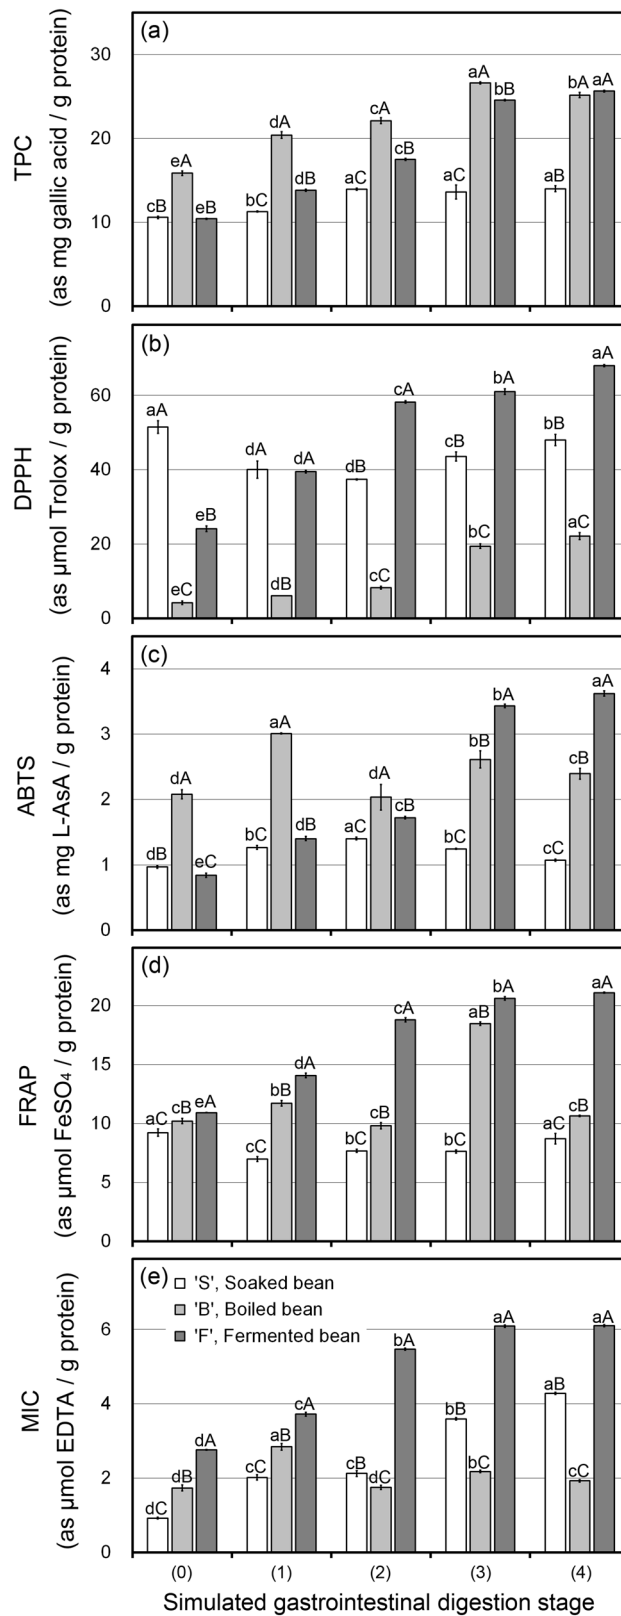 (a)
TPC
(as mg gallic acid / g protein)
30
20
10
0
cB eA eB
bC dA dB
aC cA cB
aC aA bB
aB bA aA
(b)
DPPH
(as µmol Trolox / g protein)
60
40
20
0
aA eC eB
dA dB dA
dB cC cA
cB bC bA
bB aC aA
(c)
ABTS
(as mg L-AsA / g protein)
4
3
2
1
0
dB dA eC
bC aA dB
aC dA cB
bC bB bA
cC cB aA
(d)
FRAP
(as µmol FeSO₄ / g protein)
20
15
10
5
0
aC cB eA
cC bB dA
bC cB cA
bC aB bA
aC cB aA
(e)
'S', Soaked bean
'B', Boiled bean
'F', Fermented bean
MIC
(as µmol EDTA / g protein)
6
4
2
0
dC dB dA
cC aB cA
cB dC bA
bB bC aA
aB cC aA
(0) (1) (2) (3) (4)
Simulated gastrointestinal digestion stage